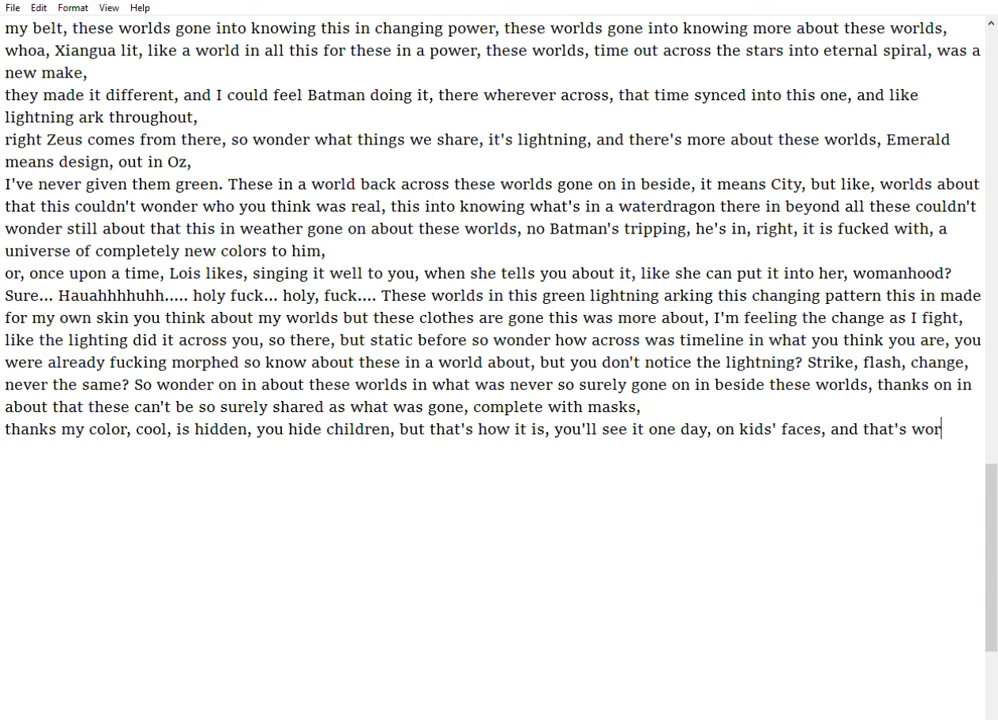 File Edit Format View Help
my belt, these worlds gone into knowing this in changing power, these worlds gone into knowing more about these worlds,
whoa, Xiangua lit, like a world in all this for these in a power, these worlds, time out across the stars into eternal spiral, was a
new make,
they made it different, and I could feel Batman doing it, there wherever across, that time synced into this one, and like
lightning ark throughout,
right Zeus comes from there, so wonder what things we share, it's lightning, and there's more about these worlds, Emerald
means design, out in Oz,
I've never given them green. These in a world back across these worlds gone on in beside, it means City, but like, worlds about
that this couldn't wonder who you think was real, this into knowing what's in a waterdragon there in beyond all these couldn't
wonder still about that this in weather gone on about these worlds, no Batman's tripping, he's in, right, it is fucked with, a
universe of completely new colors to him,
or, once upon a time, Lois likes, singing it well to you, when she tells you about it, like she can put it into her, womanhood?
Sure... Hauahhhhuhh..... holy fuck... holy, fuck.... These worlds in this green lightning arking this changing pattern this in made
for my own skin you think about my worlds but these clothes are gone this was more about, I'm feeling the change as I fight,
like the lighting did it across you, so there, but static before so wonder how across was timeline in what you think you are, you
were already fucking morphed so know about these in a world about, but you don't notice the lightning? Strike, flash, change,
never the same? So wonder on in about these worlds in what was never so surely gone on in beside these worlds, thanks on in
about that these can't be so surely shared as what was gone, complete with masks,
thanks my color, cool, is hidden, you hide children, but that's how it is, you'll see it one day, on kids' faces, and that's wor